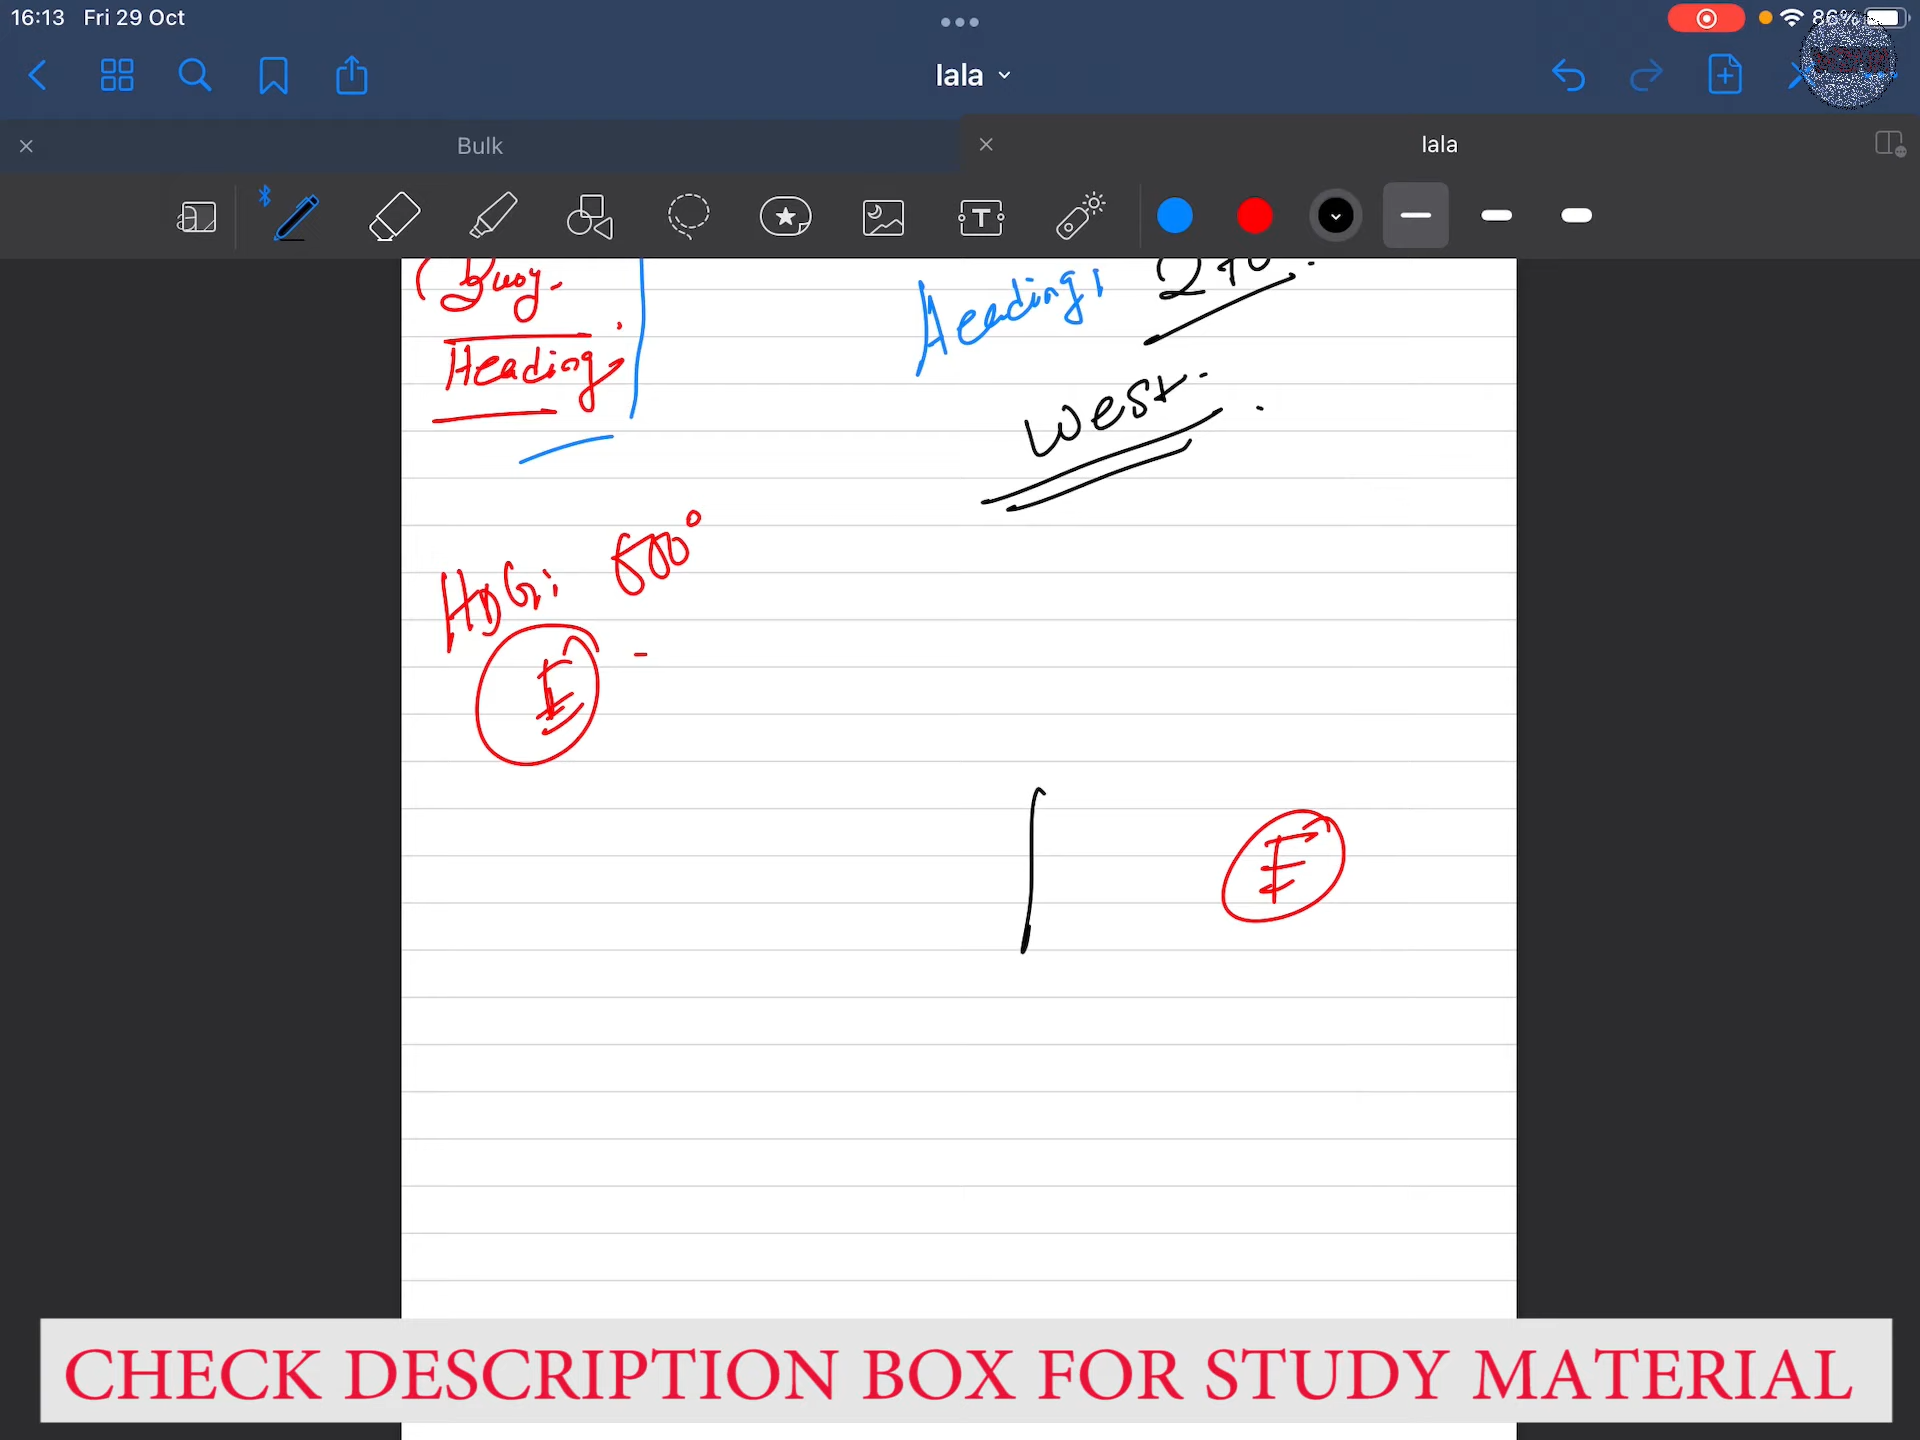 16:13 Fri 29 Oct
86%
lala
Bulk
lala
T
Buoy.
Heading
Heading:
West.
HDG:
E
E
CHECK DESCRIPTION BOX FOR STUDY MATERIAL